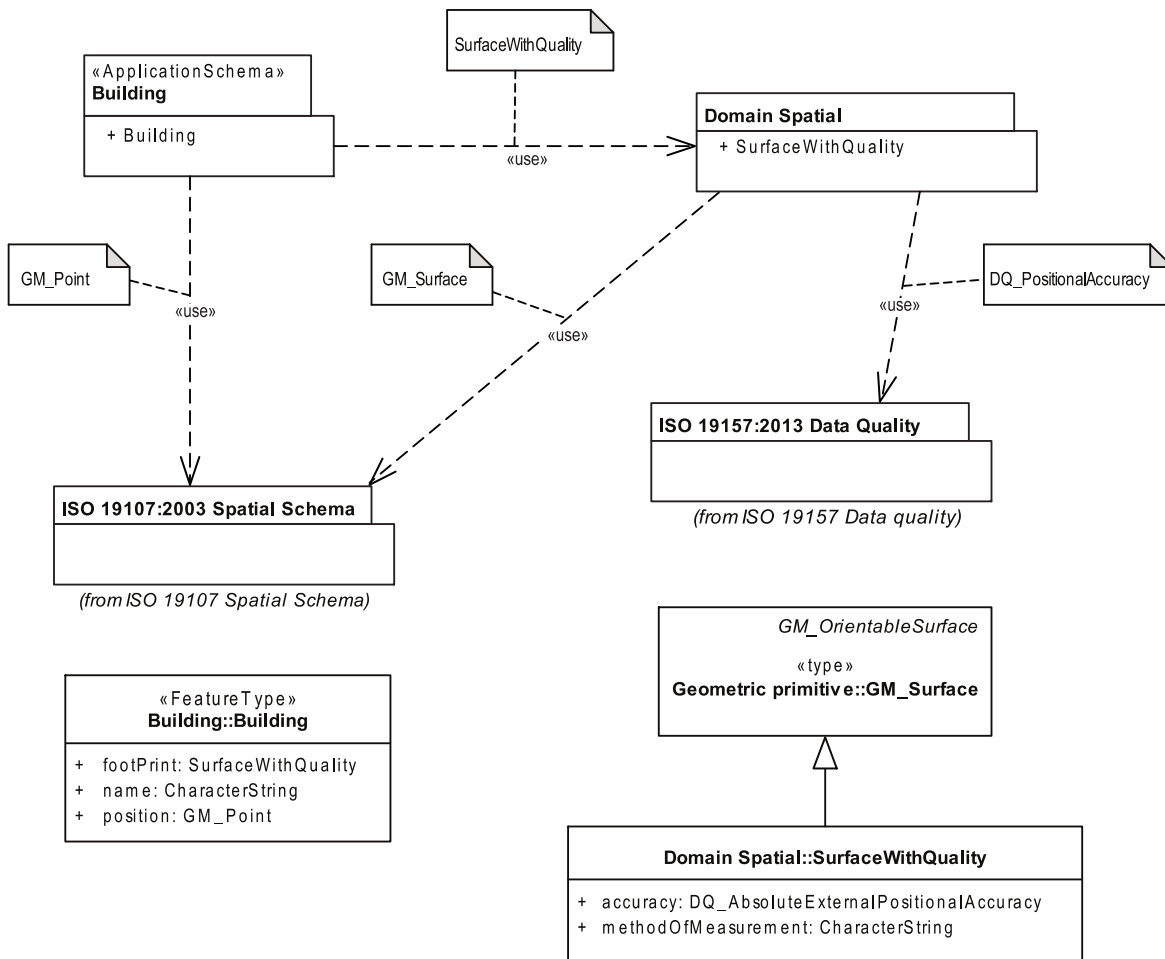 SurfaceWithQuality
«ApplicationSchema»
Building
+ Building
Domain Spatial
+ SurfaceWithQuality
«use»
GM_Point
«use»
GM_Surface
«use»
DQ_PositionalAccuracy
«use»
ISO 19157:2013 Data Quality
(from ISO 19157 Data quality)
ISO 19107:2003 Spatial Schema
(from ISO 19107 Spatial Schema)
GM_OrientableSurface
«type»
Geometric primitive::GM_Surface
«FeatureType»
Building::Building
+ footPrint: SurfaceWithQuality
+ name: CharacterString
+ position: GM_Point
Domain Spatial::SurfaceWithQuality
+ accuracy: DQ_AbsoluteExternalPositionalAccuracy
+ methodOfMeasurement: CharacterString